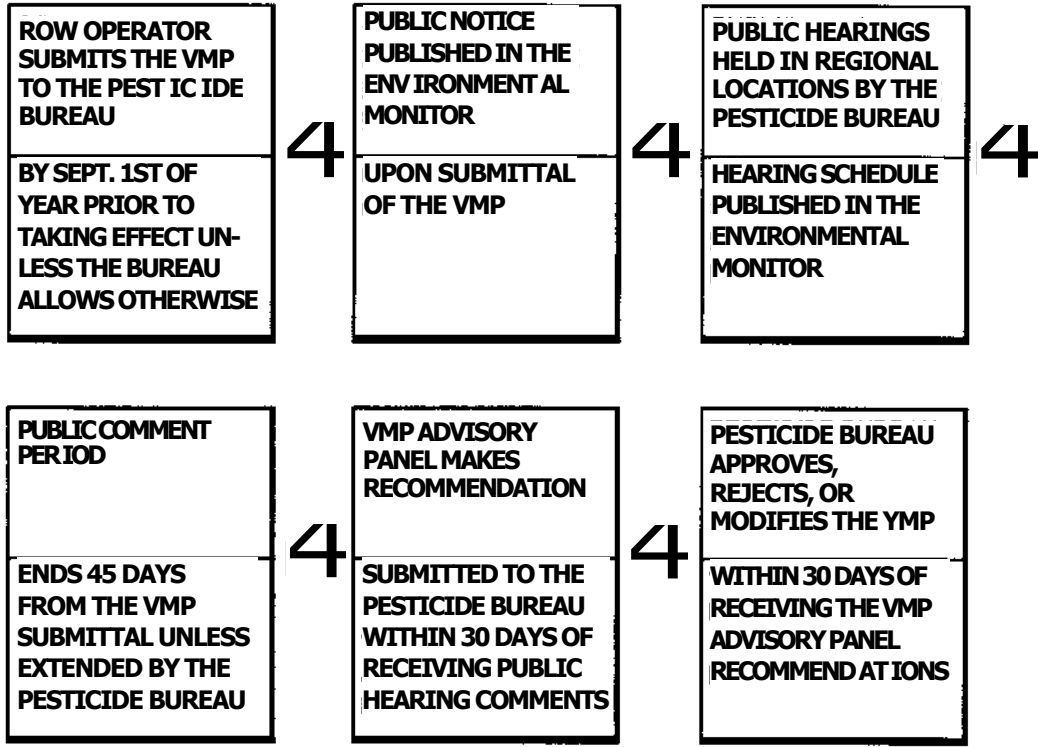 ROW OPERATOR
SUBMITS THE VMP
TO THE PEST IC IDE
BUREAU
BY SEPT. 1ST OF
YEAR PRIOR TO
TAKING EFFECT UN-
LESS THE BUREAU
ALLOWS OTHERWISE
4
PUBLIC NOTICE
PUBLISHED IN THE
ENV IRONMENT AL
MONITOR
UPON SUBMITTAL
OF THE VMP
4
PUBLIC HEARINGS
HELD IN REGIONAL
LOCATIONS BY THE
PESTICIDE BUREAU
HEARING SCHEDULE
PUBLISHED IN THE
ENVIRONMENTAL
MONITOR
4
PUBLIC COMMENT
PERIOD
ENDS 45 DAYS
FROM THE VMP
SUBMITTAL UNLESS
EXTENDED BY THE
PESTICIDE BUREAU
4
VMP ADVISORY
PANEL MAKES
RECOMMENDATION
SUBMITTED TO THE
PESTICIDE BUREAU
WITHIN 30 DAYS OF
RECEIVING PUBLIC
HEARING COMMENTS
4
PESTICIDE BUREAU
APPROVES,
REJECTS, OR
MODIFIES THE YMP
WITHIN 30 DAYS OF
RECEIVING THE VMP
ADVISORY PANEL
RECOMMEND AT IONS